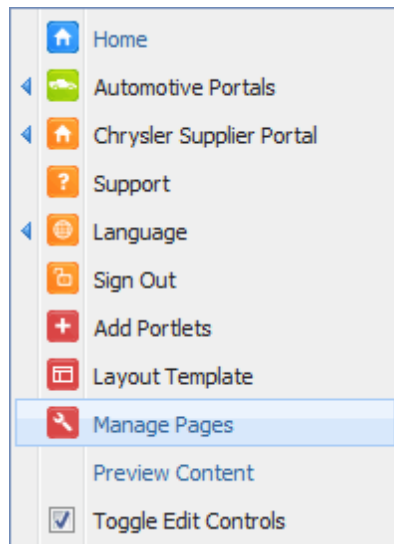 Home
Automotive Portals
Chrysler Supplier Portal
Support
Language
Sign Out
Add Portlets
Layout Template
Manage Pages
Preview Content
Toggle Edit Controls